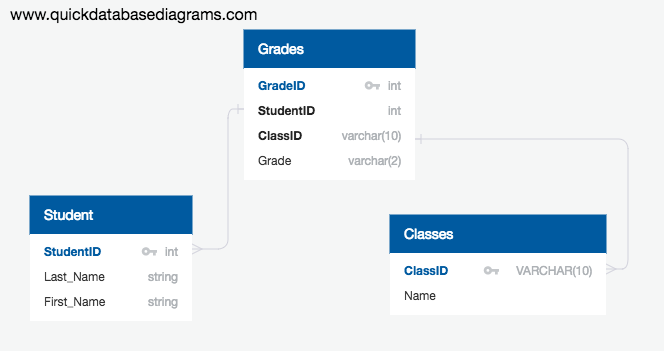 www.quickdatabasediagrams.com
Grades
GradeID int
StudentID int
ClassID varchar(10)
Grade varchar(2)
Student
StudentID int
Last_Name string
First_Name string
Classes
ClassID VARCHAR(10)
Name